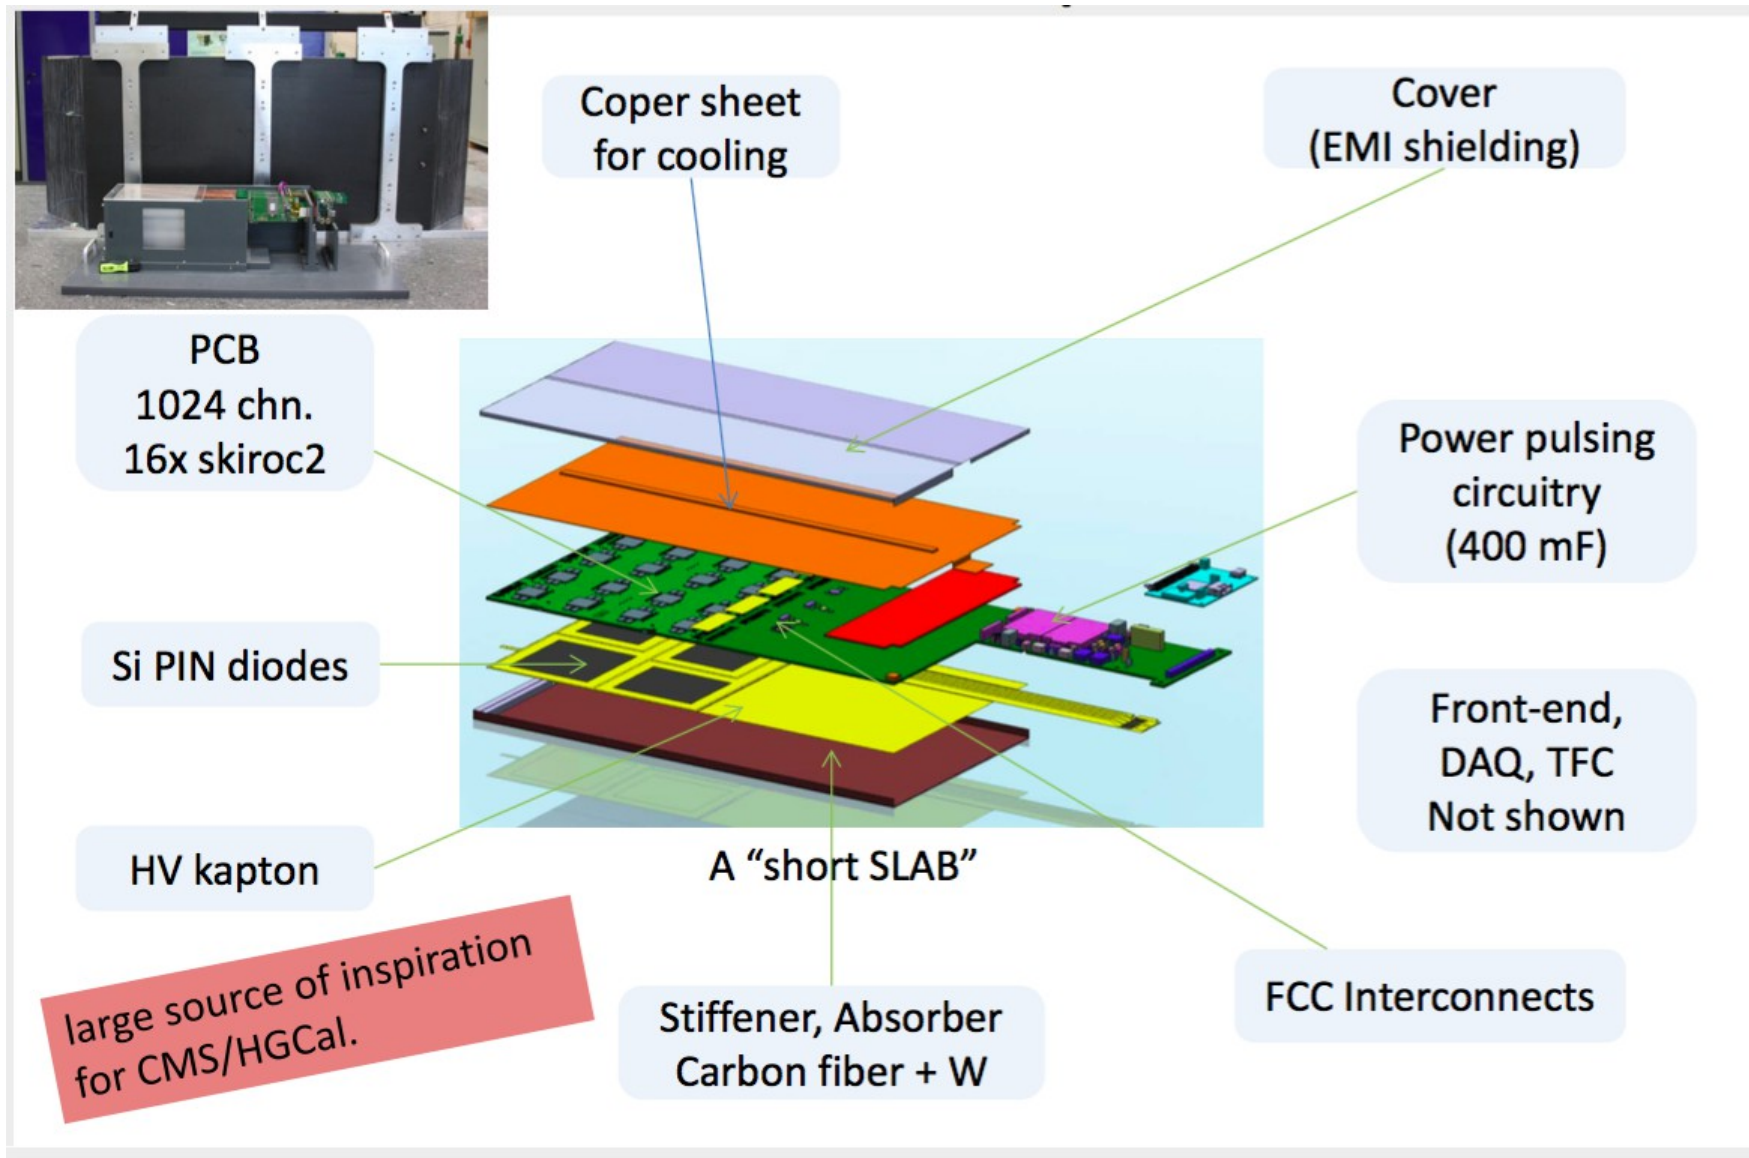 Coper sheet
for cooling
Cover
(EMI shielding)
PCB
1024 chn.
16x skiroc2
Power pulsing
circuitry
(400 mF)
Si PIN diodes
Front-end,
DAQ, TFC
Not shown
HV kapton
A “short SLAB”
large source of inspiration
for CMS/HGCal.
Stiffener, Absorber
Carbon fiber + W
FCC Interconnects